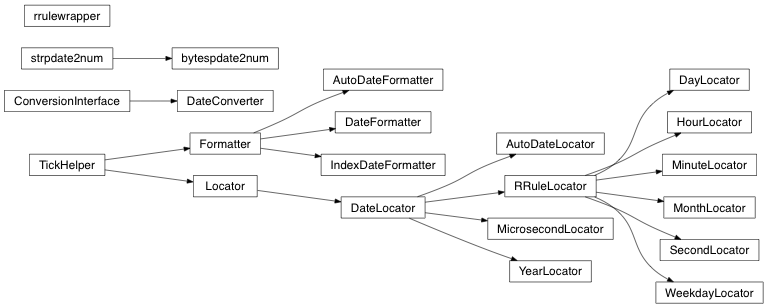 rrulewrapper
strpdate2num
bytespdate2num
ConversionInterface
DateConverter
TickHelper
Formatter
Locator
AutoDateFormatter
DateFormatter
IndexDateFormatter
DateLocator
AutoDateLocator
RRuleLocator
MicrosecondLocator
YearLocator
DayLocator
HourLocator
MinuteLocator
MonthLocator
SecondLocator
WeekdayLocator